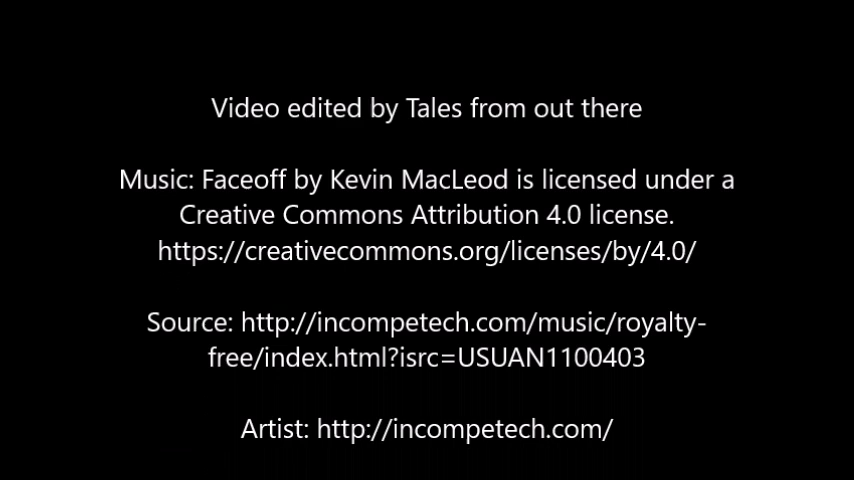 Video edited by Tales from out there
Music: Faceoff by Kevin MacLeod is licensed under a
Creative Commons Attribution 4.0 license.
https://creativecommons.org/licenses/by/4.0/
Source: http://incompetech.com/music/royalty-
free/index.html?isrc=USUAN1100403
Artist: http://incompetech.com/